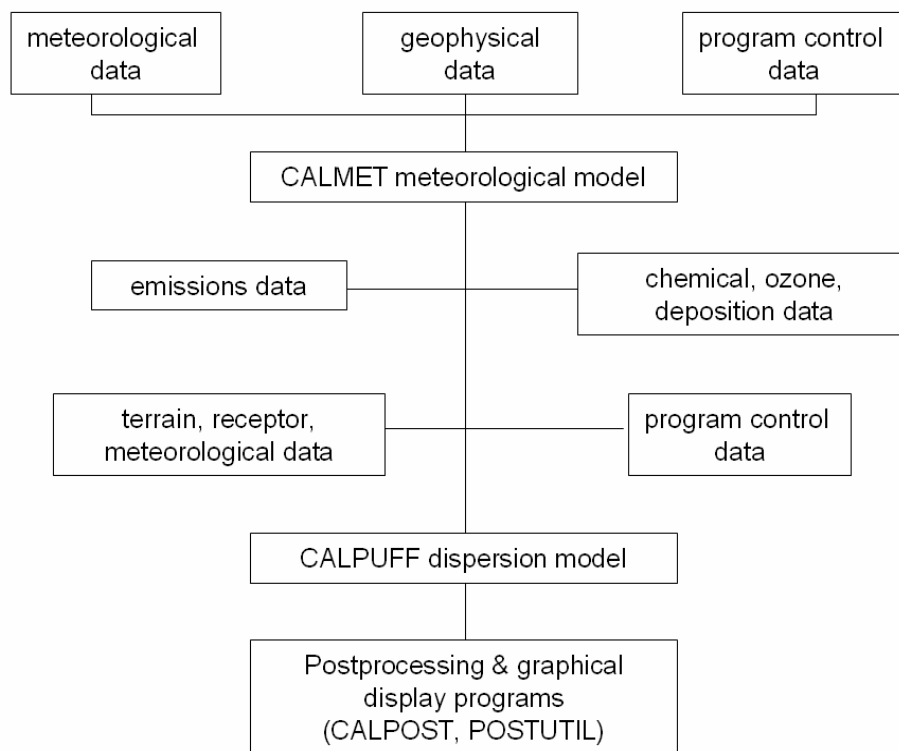 meteorological
data
geophysical
data
program control
data
CALMET meteorological model
emissions data
chemical, ozone,
deposition data
terrain, receptor,
meteorological data
program control
data
CALPUFF dispersion model
Postprocessing & graphical
display programs
(CALPOST, POSTUTIL)